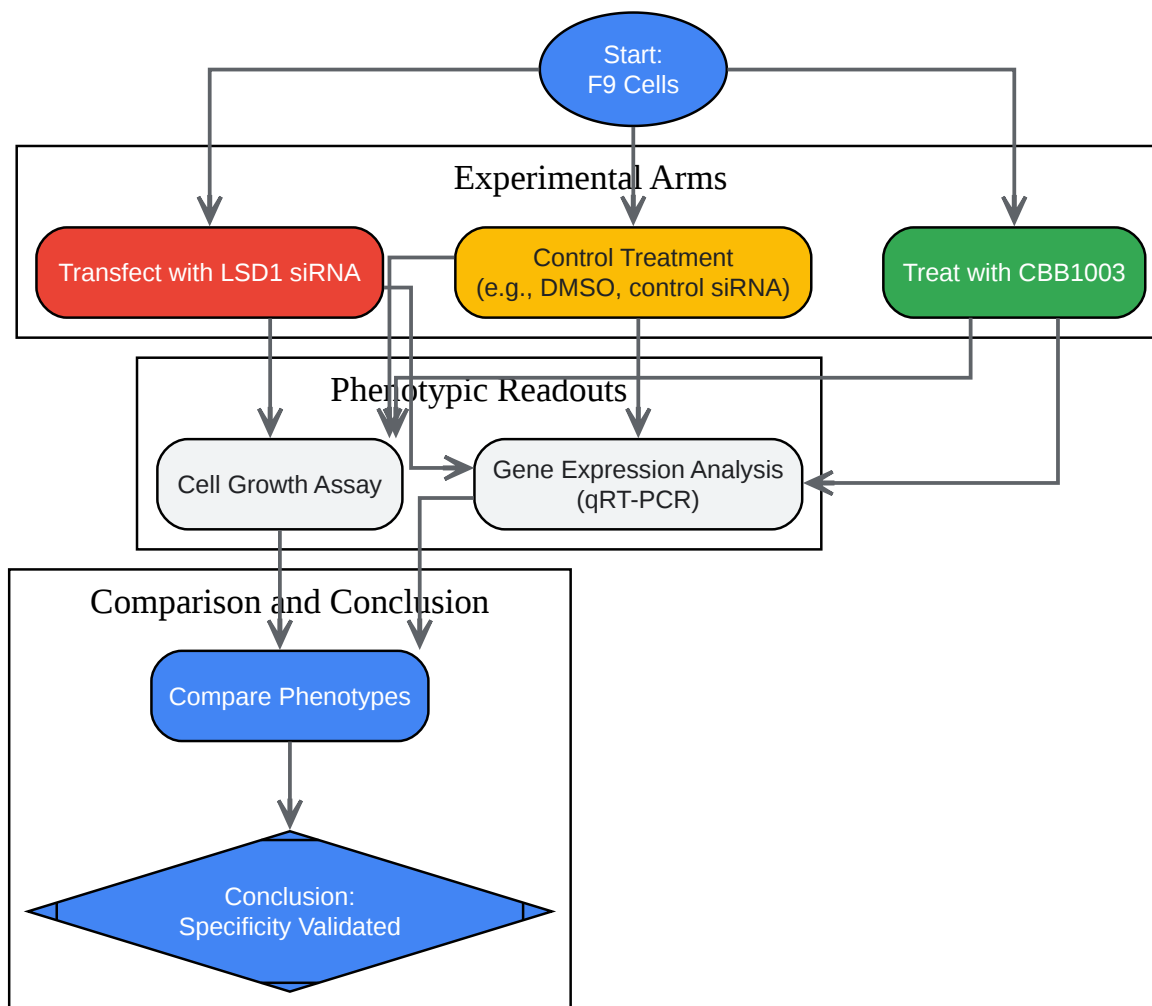 Start:
F9 Cells
Experimental Arms
Transfect with LSD1 siRNA
Control Treatment
(e.g., DMSO, control siRNA)
Treat with CBB1003
Phenotypic Readouts
Cell Growth Assay
Gene Expression Analysis
(qRT-PCR)
Comparison and Conclusion
Compare Phenotypes
Conclusion:
Specificity Validated